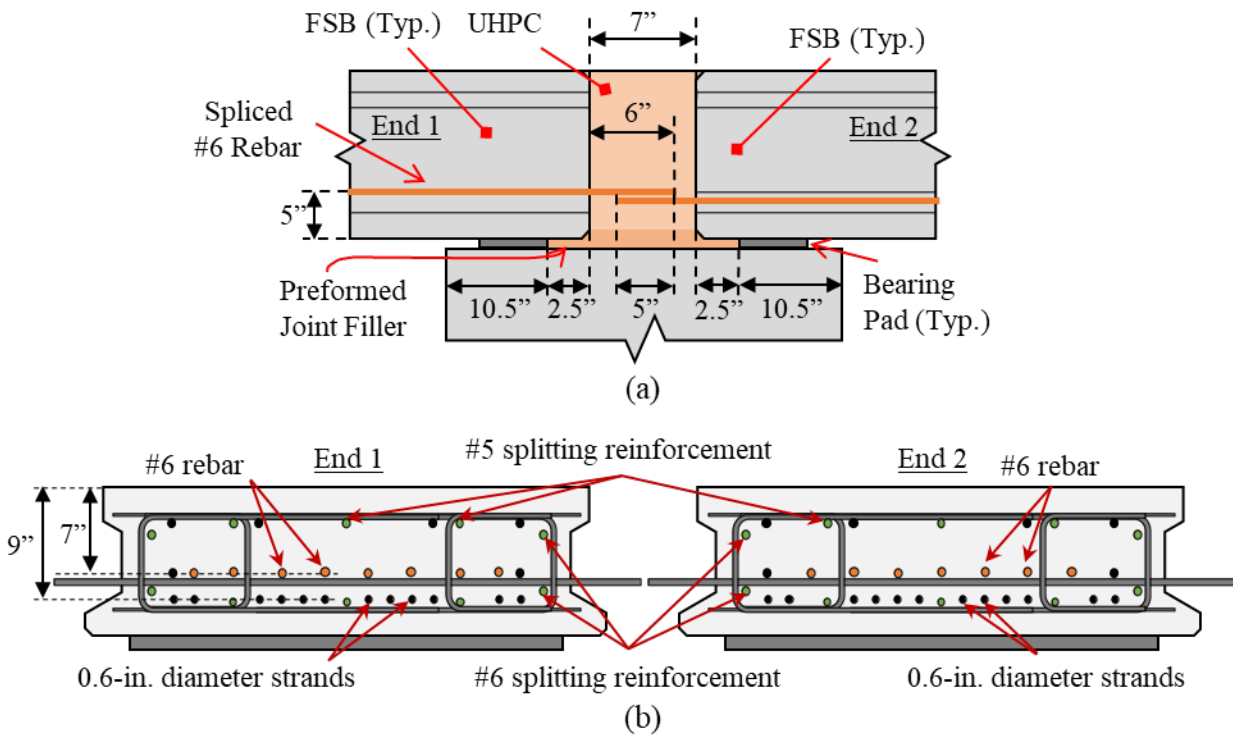 FSB (Typ.)
UHPC
7”
FSB (Typ.)
Spliced
#6 Rebar
End 1
6”
End 2
5”
Preformed
Joint Filler
10.5”
2.5”
5”
2.5”
10.5”
Bearing
Pad (Typ.)
(a)
#5 splitting reinforcement
#6 rebar
End 1
End 2
#6 rebar
9”
7”
0.6-in. diameter strands
#6 splitting reinforcement
0.6-in. diameter strands
(b)